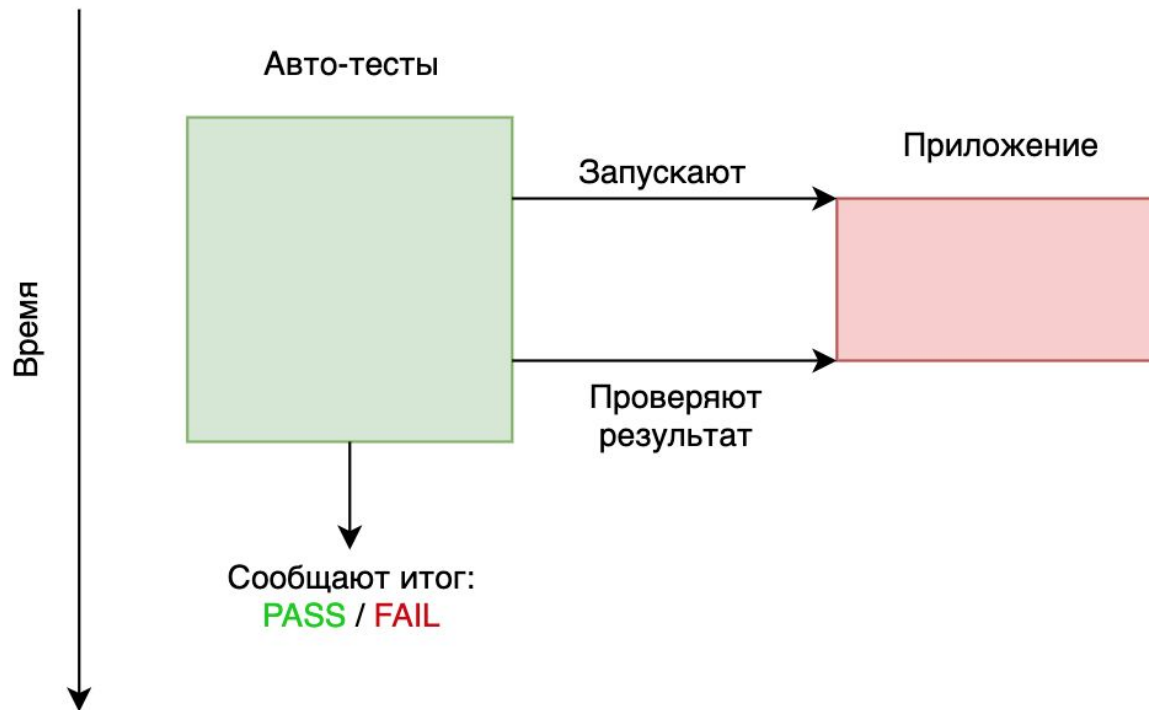 Авто-тесты
Приложение
Запускают
Время
Проверяют
результат
Сообщают итог:
PASS / FAIL